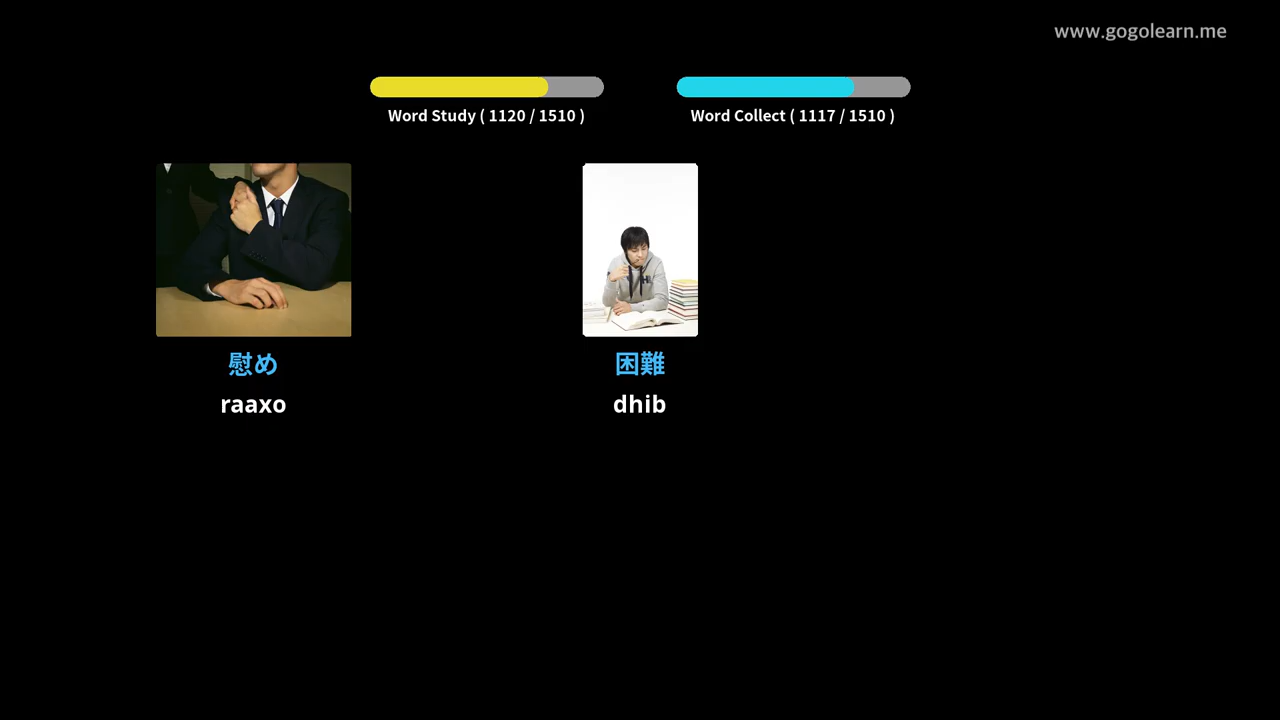 www.gogolearn.me
Word Study ( 1120 / 1510 )
Word Collect ( 1117 / 1510 )
慰め
raaxo
困難
dhib